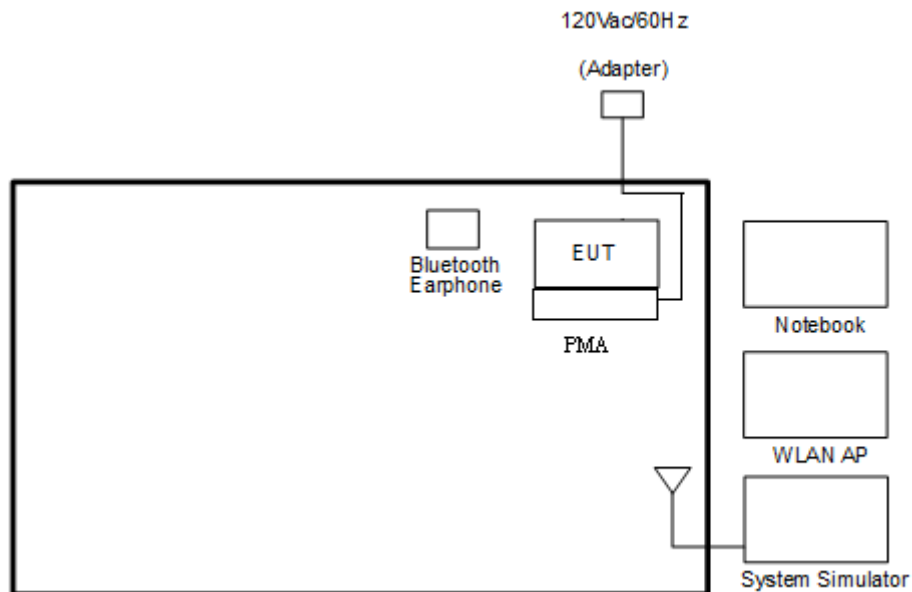 120Vac/60Hz
(Adapter)
EUT
Bluetooth
Earphone
PMA
Notebook
WLAN AP
System Simulator